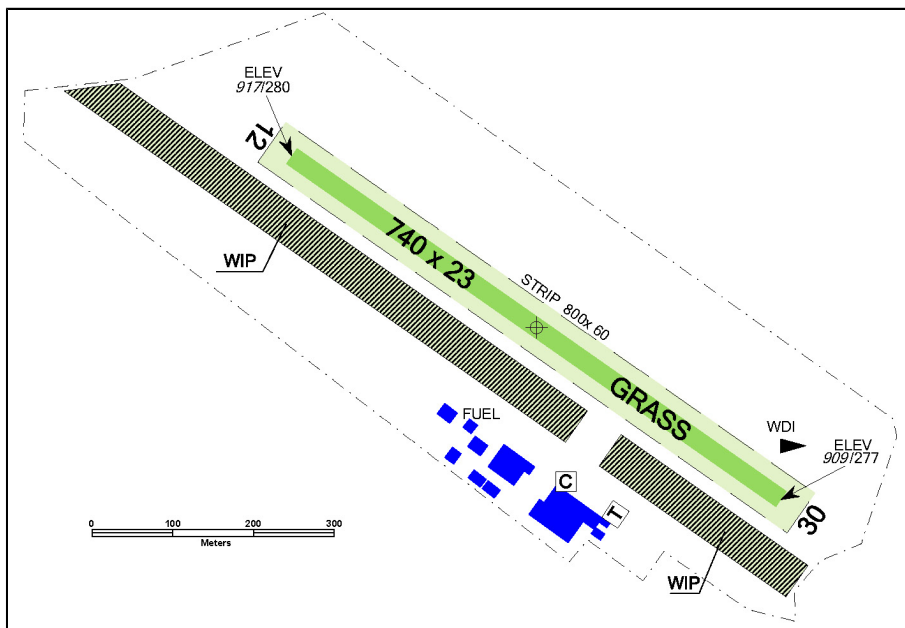 ELEV
917/280
12
740 x 23
WIP
STRIP 800x 60
GRASS
FUEL
WDI
ELEV
909/277
C
T
30
0 100 200 300
Meters
WIP